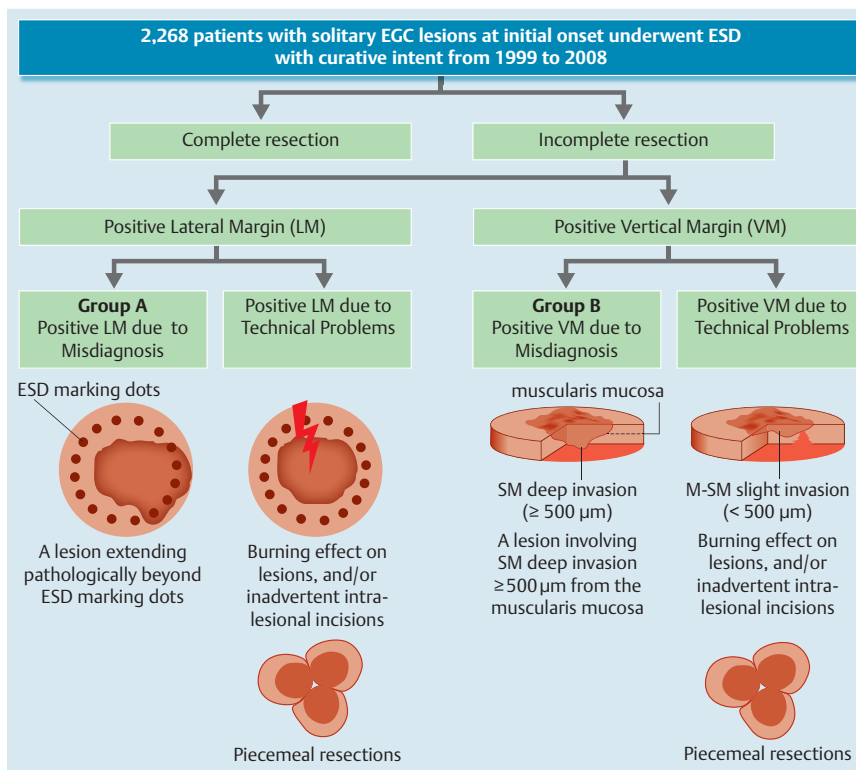 2,268 patients with solitary EGC lesions at initial onset underwent ESD
with curative intent from 1999 to 2008
Complete resection
Incomplete resection
Positive Lateral Margin (LM)
Positive Vertical Margin (VM)
Group A
Positive LM due to
Misdiagnosis
Positive LM due to
Technical Problems
Group B
Positive VM due to
Misdiagnosis
Positive VM due to
Technical Problems
ESD marking dots
muscularis mucosa
A lesion extending
pathologically beyond
ESD marking dots
Burning effect on
lesions, and/or
inadvertent intra-
lesional incisions
SM deep invasion
(≥ 500 µm)
A lesion involving
SM deep invasion
≥500 µm from the
muscularis mucosa
M-SM slight invasion
(< 500 µm)
Burning effect on
lesions, and/or
inadvertent intra-
lesional incisions
Piecemeal resections
Piecemeal resections